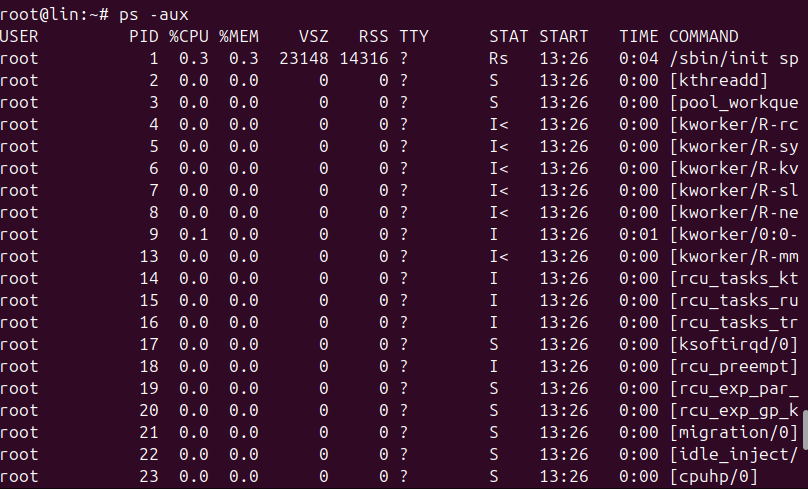 root@lin:~# ps -aux
USER PID %CPU %MEM VSZ RSS TTY STAT START TIME COMMAND
root 1 0.3 0.3 23148 14316 ? Rs 13:26 0:04 /sbin/init sp
root 2 0.0 0.0 0 0 ? S 13:26 0:00 [kthreadd]
root 3 0.0 0.0 0 0 ? S 13:26 0:00 [pool_workque
root 4 0.0 0.0 0 0 ? I< 13:26 0:00 [kworker/R-rc
root 5 0.0 0.0 0 0 ? I< 13:26 0:00 [kworker/R-sy
root 6 0.0 0.0 0 0 ? I< 13:26 0:00 [kworker/R-kv
root 7 0.0 0.0 0 0 ? I< 13:26 0:00 [kworker/R-sl
root 8 0.0 0.0 0 0 ? I< 13:26 0:00 [kworker/R-ne
root 9 0.1 0.0 0 0 ? I 13:26 0:01 [kworker/0:0-
root 13 0.0 0.0 0 0 ? I< 13:26 0:00 [kworker/R-mm
root 14 0.0 0.0 0 0 ? I 13:26 0:00 [rcu_tasks_kt
root 15 0.0 0.0 0 0 ? I 13:26 0:00 [rcu_tasks_ru
root 16 0.0 0.0 0 0 ? I 13:26 0:00 [rcu_tasks_tr
root 17 0.0 0.0 0 0 ? S 13:26 0:00 [ksoftirqd/0]
root 18 0.0 0.0 0 0 ? I 13:26 0:00 [rcu_preempt]
root 19 0.0 0.0 0 0 ? S 13:26 0:00 [rcu_exp_par_
root 20 0.0 0.0 0 0 ? S 13:26 0:00 [rcu_exp_gp_k
root 21 0.0 0.0 0 0 ? S 13:26 0:00 [migration/0]
root 22 0.0 0.0 0 0 ? S 13:26 0:00 [idle_inject/
root 23 0.0 0.0 0 0 ? S 13:26 0:00 [cpuhp/0]